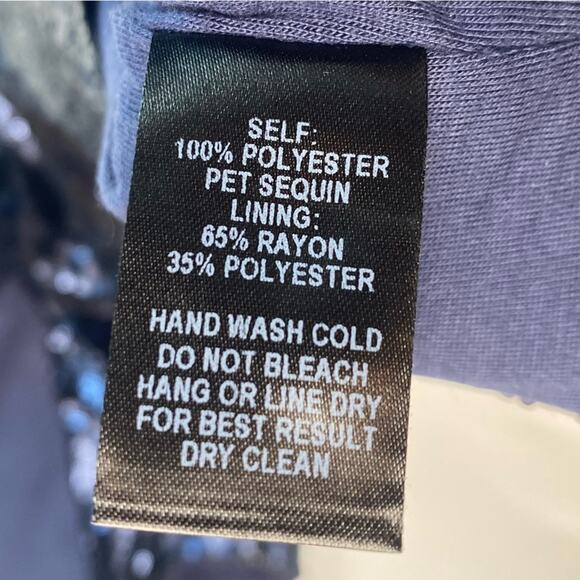 SELF:
100% POLYESTER
PET SEQUIN
LINING:
65% RAYON
35% POLYESTER
HAND WASH COLD
DO NOT BLEACH
HANG OR LINE DRY
FOR BEST RESULT
DRY CLEAN